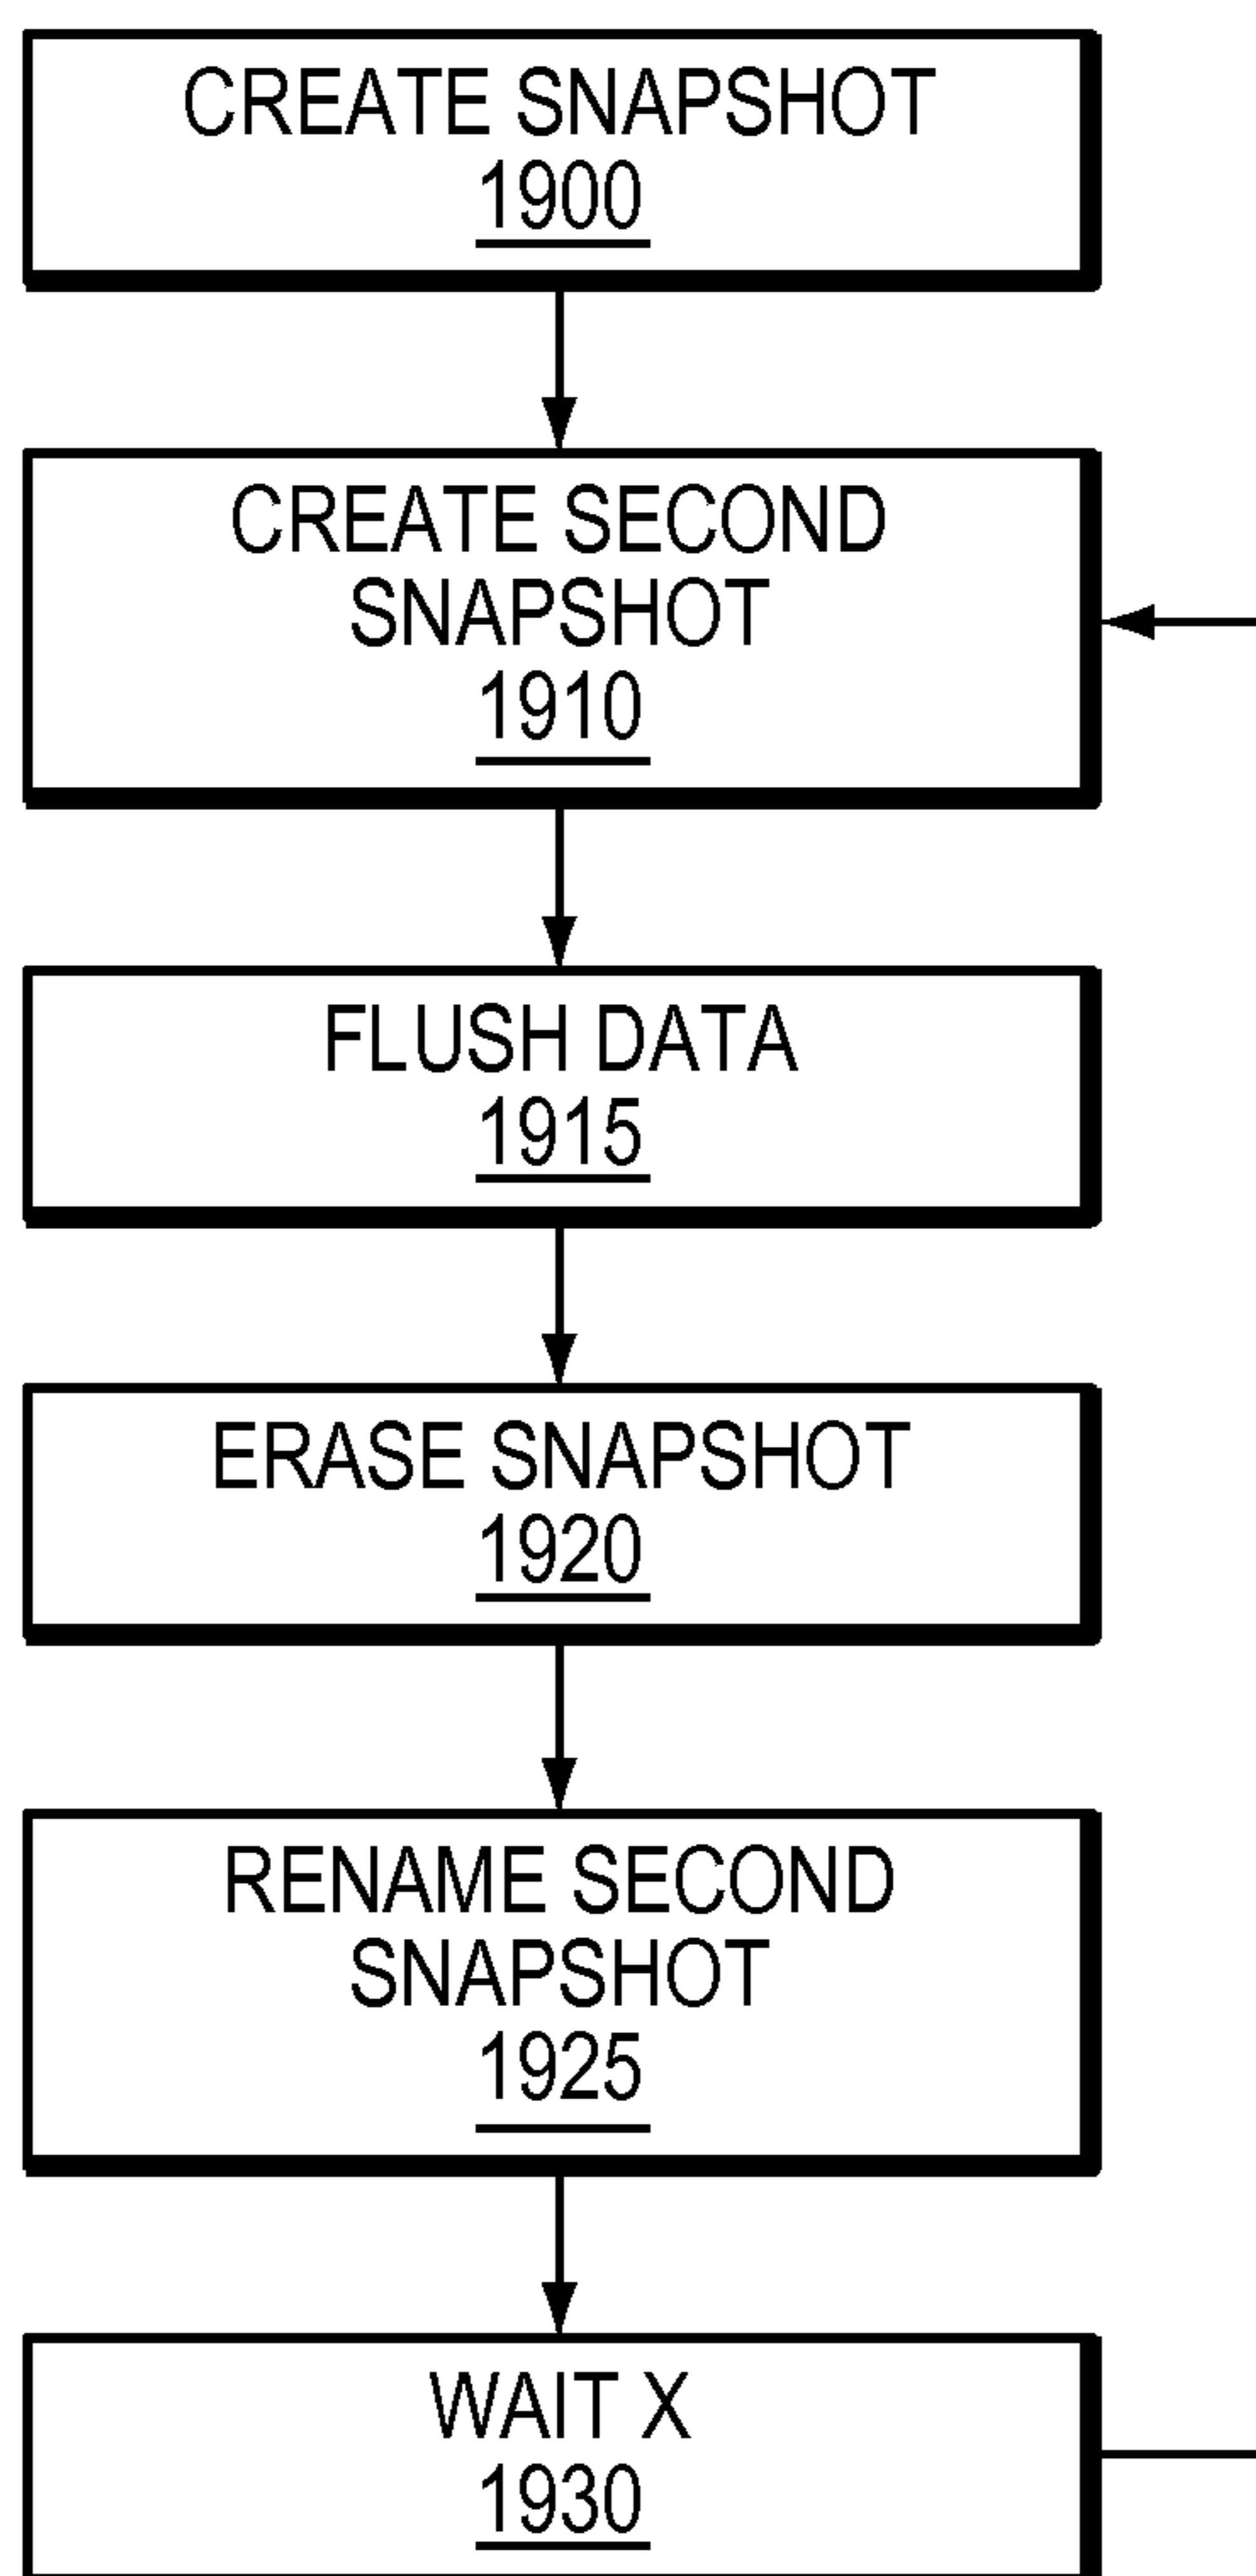 CREATE SNAPSHOT
1900
CREATE SECOND
SNAPSHOT
1910
FLUSH DATA
1915
ERASE SNAPSHOT
1920
RENAME SECOND
SNAPSHOT
1925
WAIT X
1930